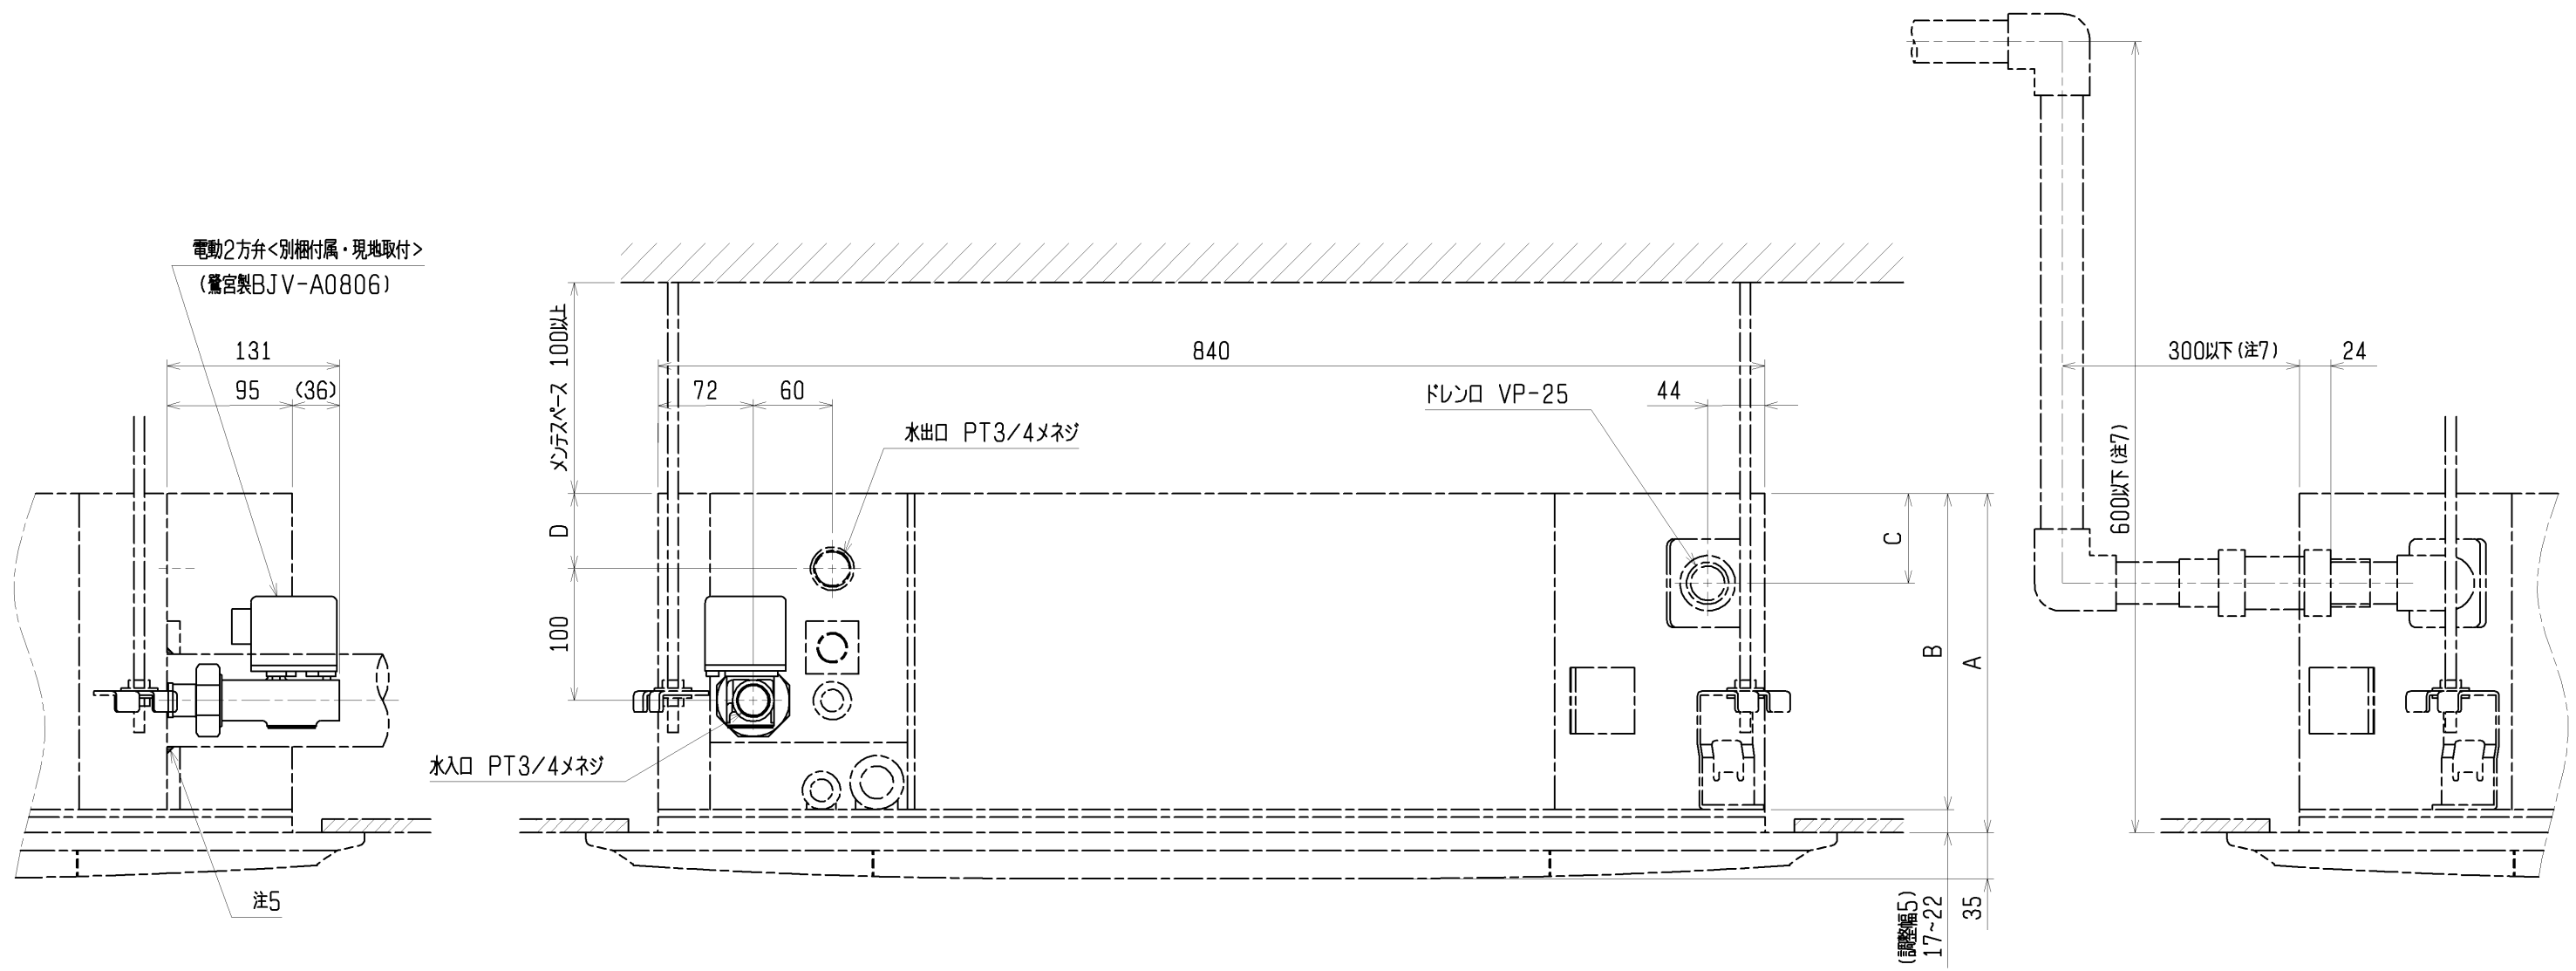 電動2方弁<別梱付属・現地取付>
(鷺宮製BJV-A0806)
131
95
(36)
注5
メンテスペース 100以上
D
100
840
72
60
水出口 PT3/4メネジ
水入口 PT3/4メネジ
ドレン口 VP-25
44
C
B
A
(調整幅5)
17~22
35
600以下(注7)
300以下(注7)
24